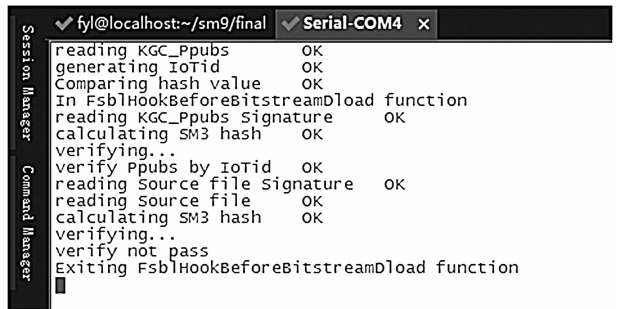 fyl@localhost:~/sm9/final Serial-COM4 ×
Session Manager
Command Manager
reading KGC_Ppubs OK
generating IoTid OK
Comparing hash value OK
In FsblHookBeforeBitstreamDload function
reading KGC_Ppubs Signature OK
calculating SM3 hash OK
verifying...
verify Ppubs by IoTid OK
reading Source file Signature OK
reading Source file OK
calculating SM3 hash OK
verifying...
verify not pass
Exiting FsblHookBeforeBitstreamDload function